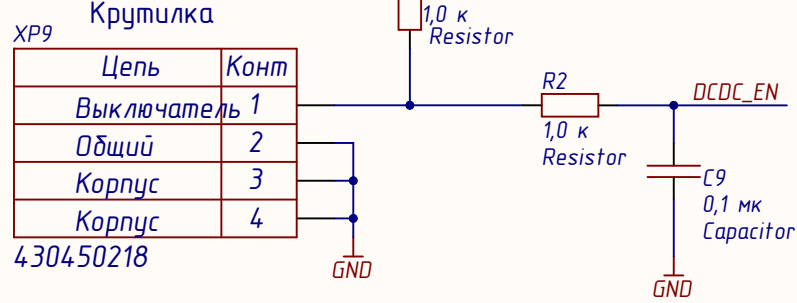 Крутилка
XP9
Цепь Конт
Выключатель 1
Общий 2
Корпус 3
Корпус 4
430450218
GND
1,0 к
Resistor
R2
1,0 к
Resistor
DCDC_EN
C9
0,1 мк
Capacitor
GND